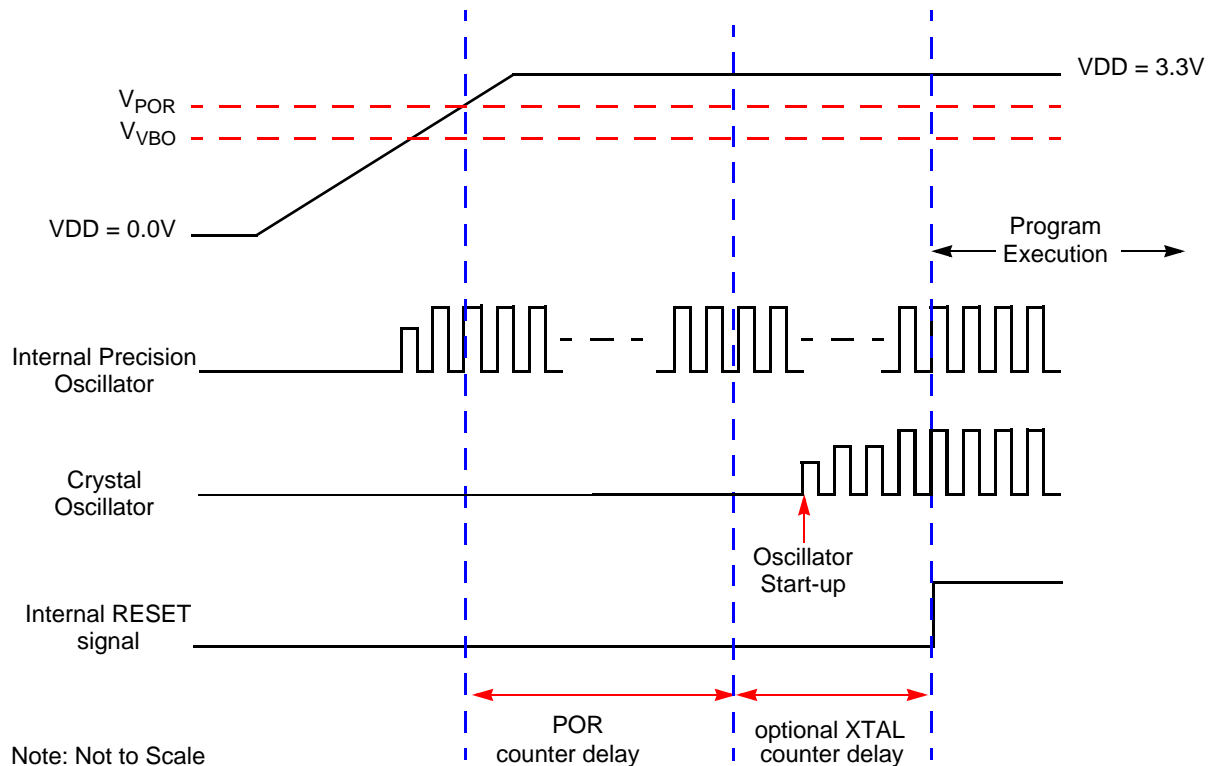 VDD = 3.3V
VPOR
VVBO
VDD = 0.0V
Program
Execution
Internal Precision
Oscillator
Crystal
Oscillator
Oscillator
Start-up
Internal RESET
signal
POR
counter delay
optional XTAL
counter delay
Note: Not to Scale